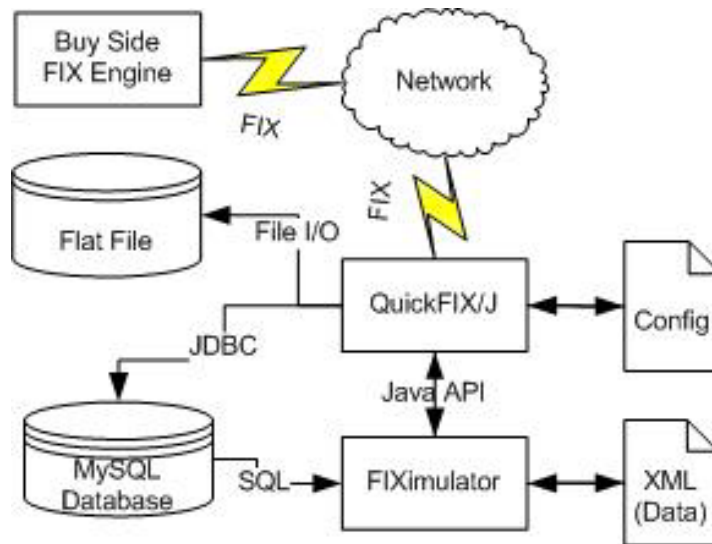 Buy Side
FIX Engine
FIX
Network
FIX
Flat File
File I/O
QuickFIX/J
Config
JDBC
Java API
MySQL
Database
SQL
FIXimulator
XML
(Data)